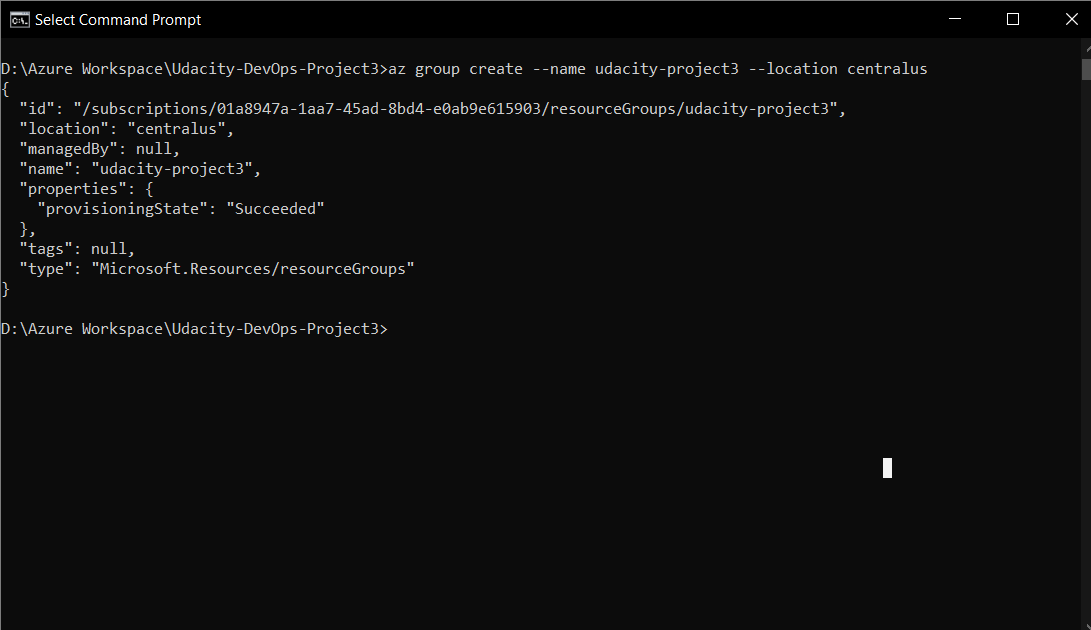 Select Command Prompt
D:\Azure Workspace\Udacity-DevOps-Project3>az group create --name udacity-project3 --location centralus
{
  "id": "/subscriptions/01a8947a-1aa7-45ad-8bd4-e0ab9e615903/resourceGroups/udacity-project3",
  "location": "centralus",
  "managedBy": null,
  "name": "udacity-project3",
  "properties": {
    "provisioningState": "Succeeded"
  },
  "tags": null,
  "type": "Microsoft.Resources/resourceGroups"
}
D:\Azure Workspace\Udacity-DevOps-Project3>